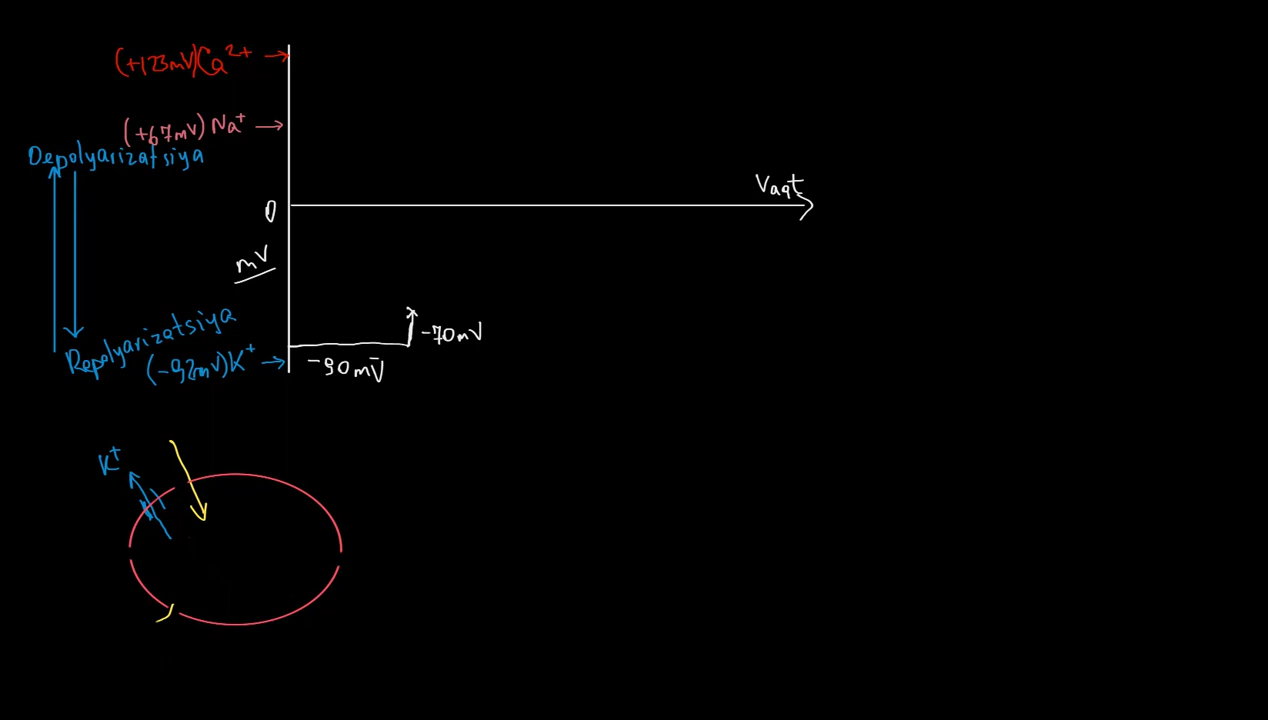 (+123mV)Ca²⁺
(+67mV) Na⁺
Depolyarizatsiya
Vaqt
0
mV
Repolyarizatsiya
-70mV
(-92mV)K⁺
-90mV
K⁺